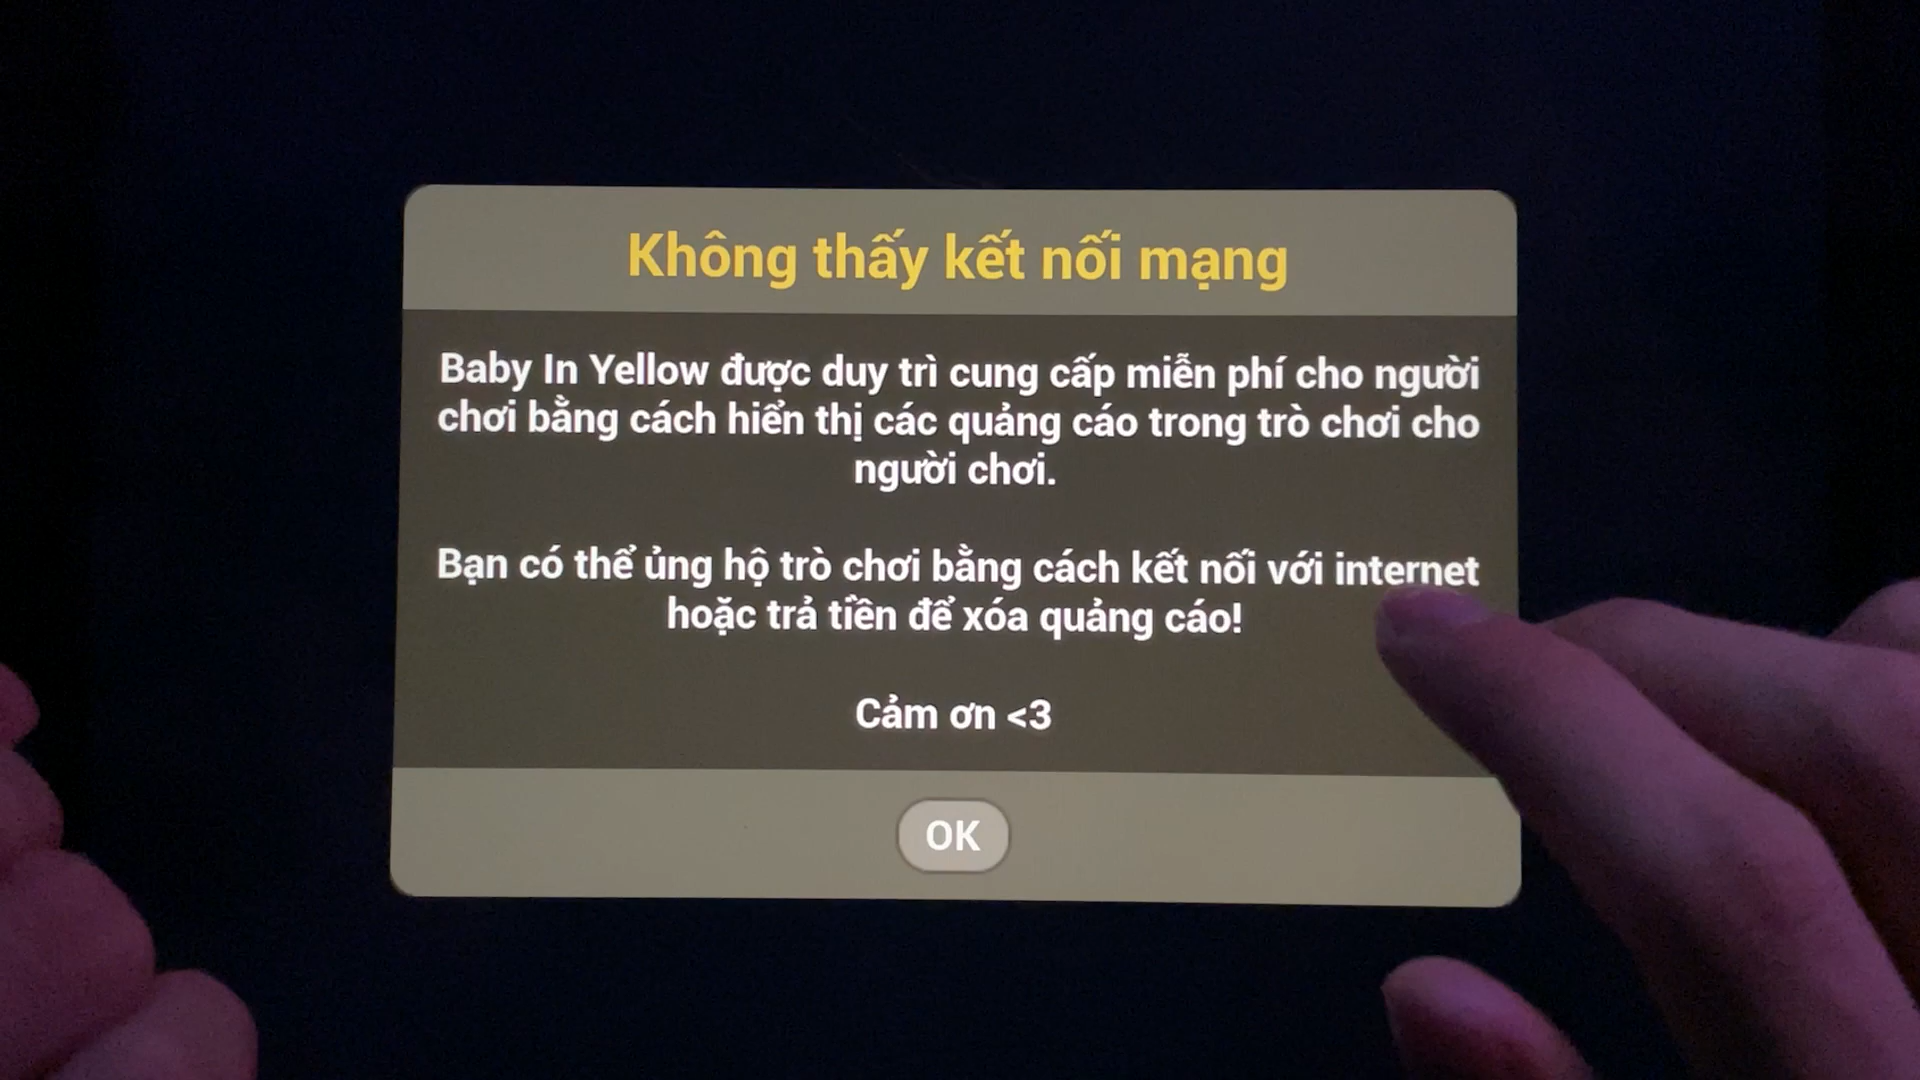 Không thấy kết nối mạng
Baby In Yellow được duy trì cung cấp miễn phí cho người
chơi bằng cách hiển thị các quảng cáo trong trò chơi cho
người chơi.
Bạn có thể ủng hộ trò chơi bằng cách kết nối với internet
hoặc trả tiền để xóa quảng cáo!
Cảm ơn <3
OK